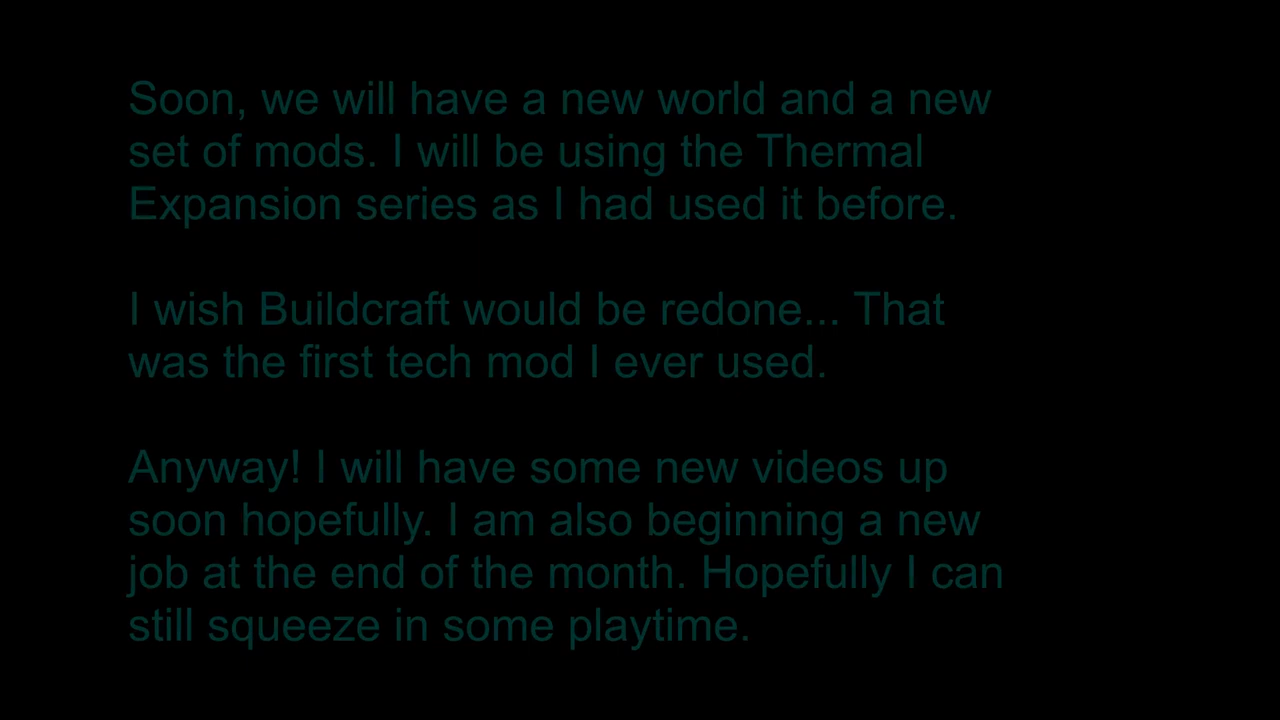 Soon, we will have a new world and a new
set of mods. I will be using the Thermal
Expansion series as I had used it before.
I wish Buildcraft would be redone... That
was the first tech mod I ever used.
Anyway! I will have some new videos up
soon hopefully. I am also beginning a new
job at the end of the month. Hopefully I can
still squeeze in some playtime.